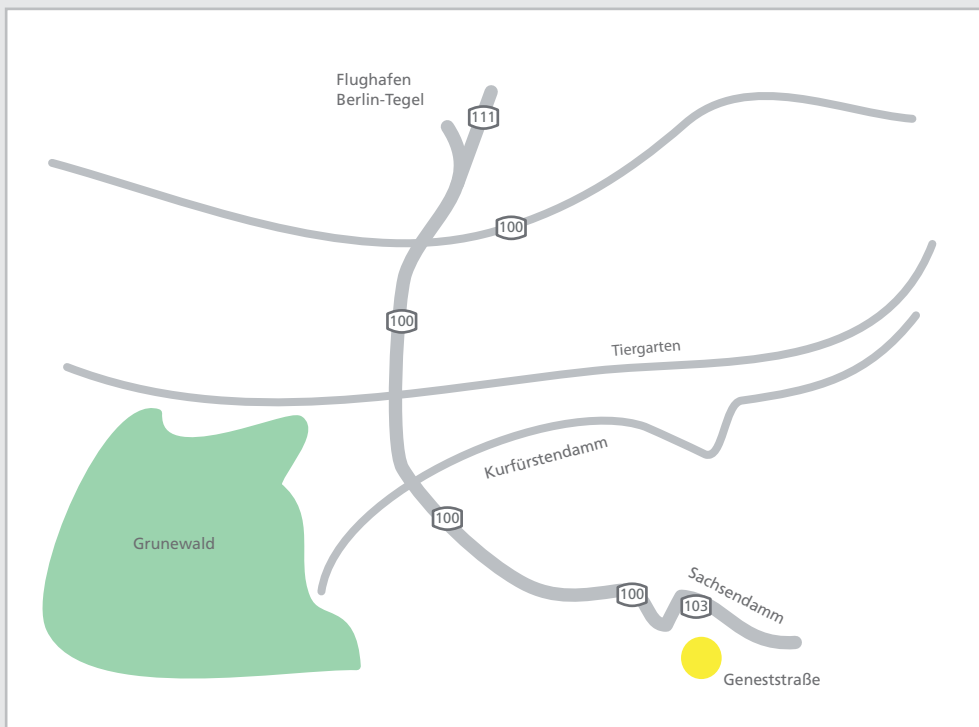 Flughafen
Berlin-Tegel
111
100
100
Tiergarten
Kurfürstendamm
100
Grunewald
Sachsendamm
100
103
Geneststraße